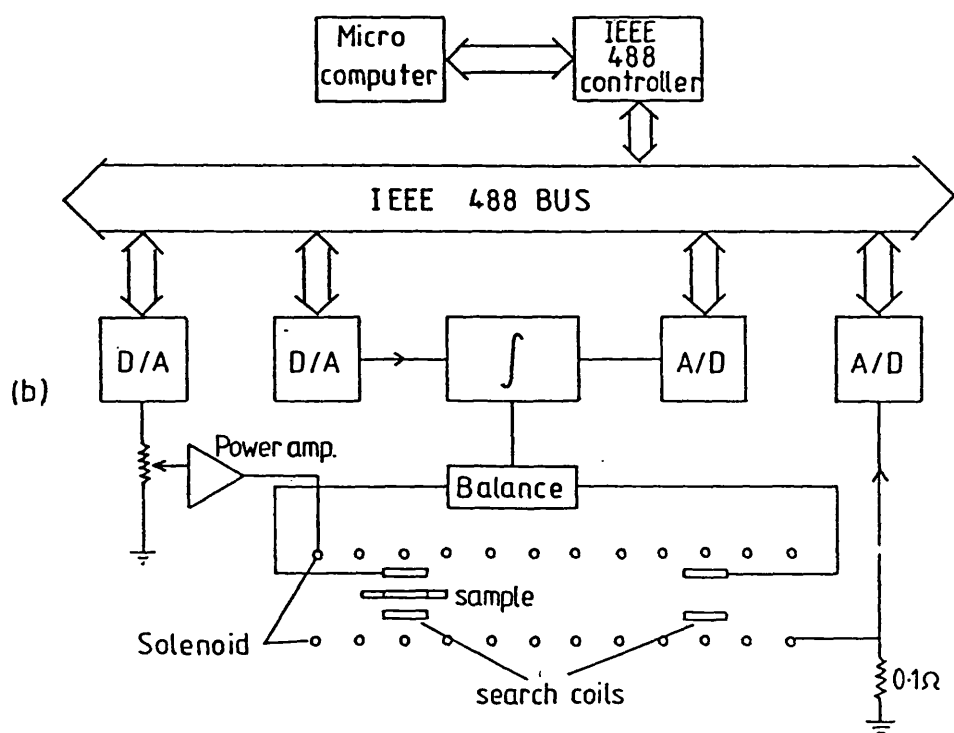 Micro
computer
IEEE
488
controller
IEEE 488 BUS
D/A
D/A
∫
A/D
A/D
(b)
Power amp.
Balance
sample
Solenoid
search coils
0·1Ω